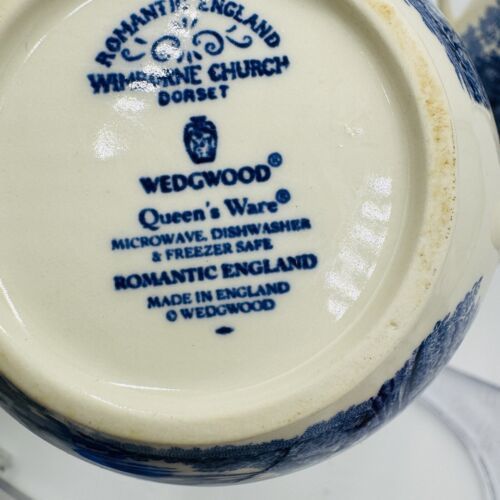 ROMANTIC ENGLAND
WIMBORNE CHURCH
DORSET
WEDGWOOD®
Queen's Ware®
MICROWAVE, DISHWASHER
& FREEZER SAFE
ROMANTIC ENGLAND
MADE IN ENGLAND
© WEDGWOOD